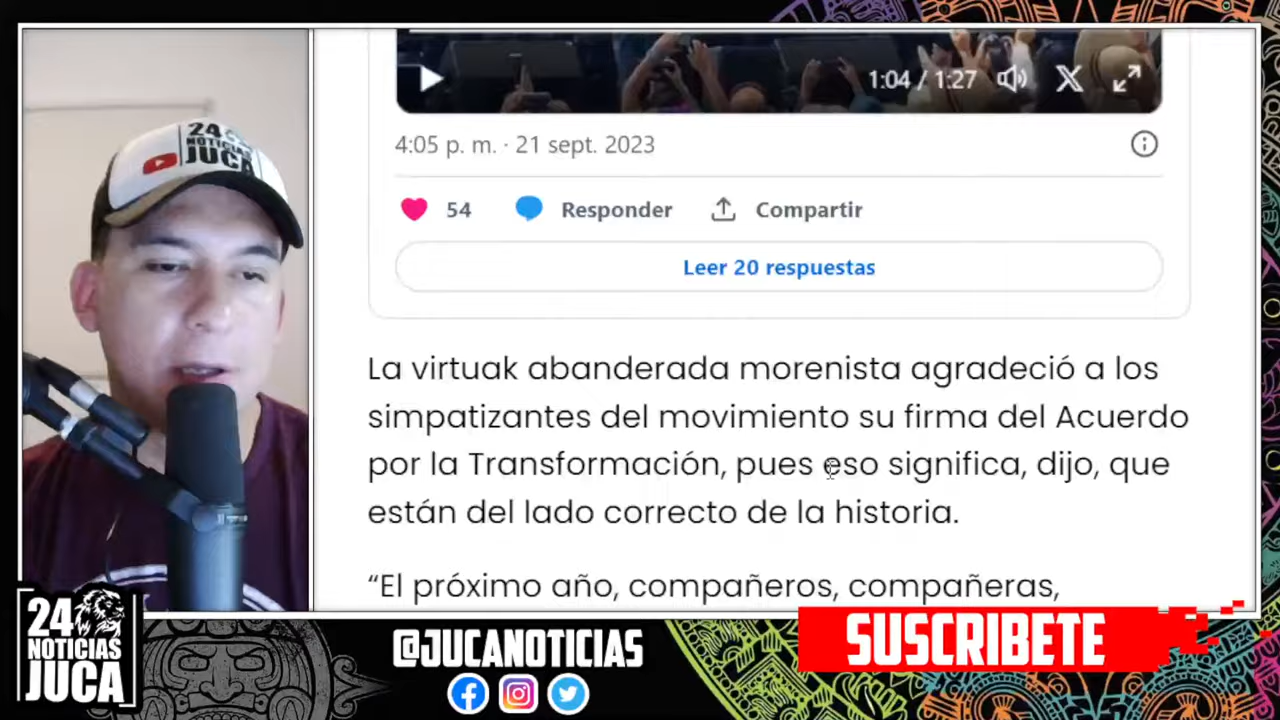 24
NOTICIAS
JUCA
1:04 / 1:27
4:05 p. m. · 21 sept. 2023
54 Responder Compartir
Leer 20 respuestas
La virtuak abanderada morenista agradeció a los
simpatizantes del movimiento su firma del Acuerdo
por la Transformación, pues eso significa, dijo, que
están del lado correcto de la historia.
“El próximo año, compañeros, compañeras,
24
NOTICIAS
JUCA
@JUCANOTICIAS
SUSCRIBETE